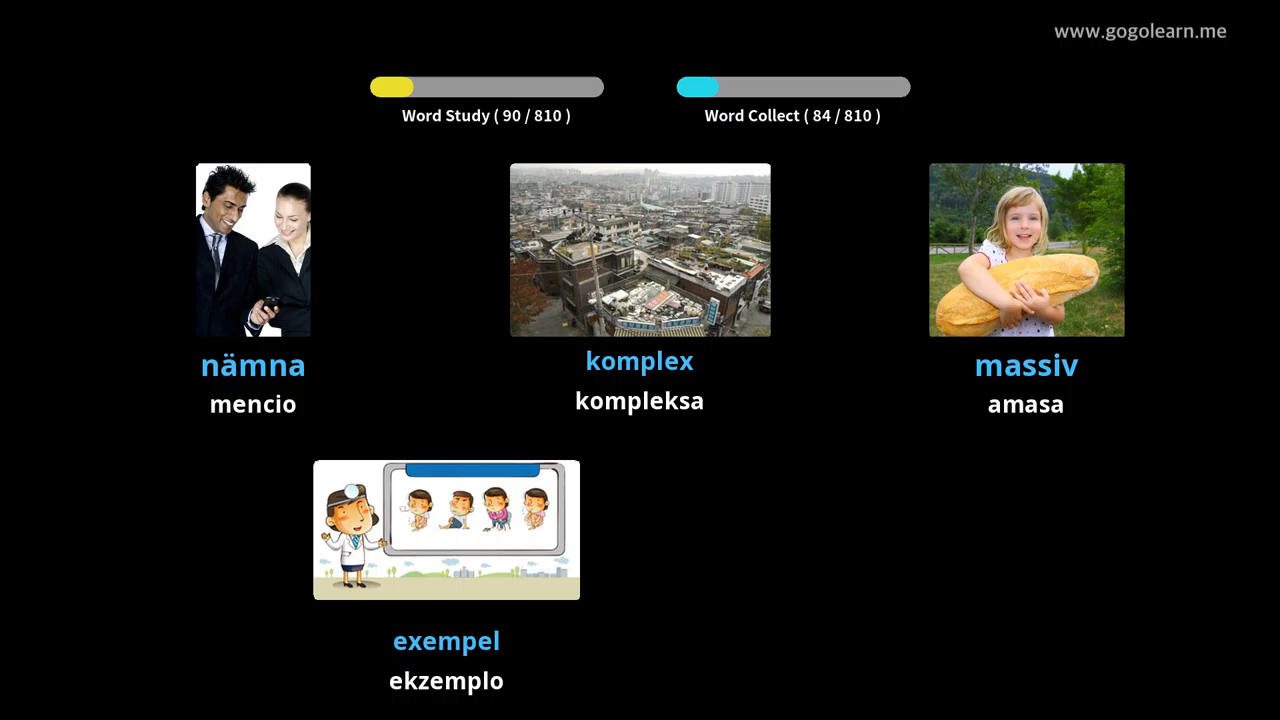 www.gogolearn.me
Word Study ( 90 / 810 )
Word Collect ( 84 / 810 )
nämna
mencio
komplex
kompleksa
massiv
amasa
exempel
ekzemplo